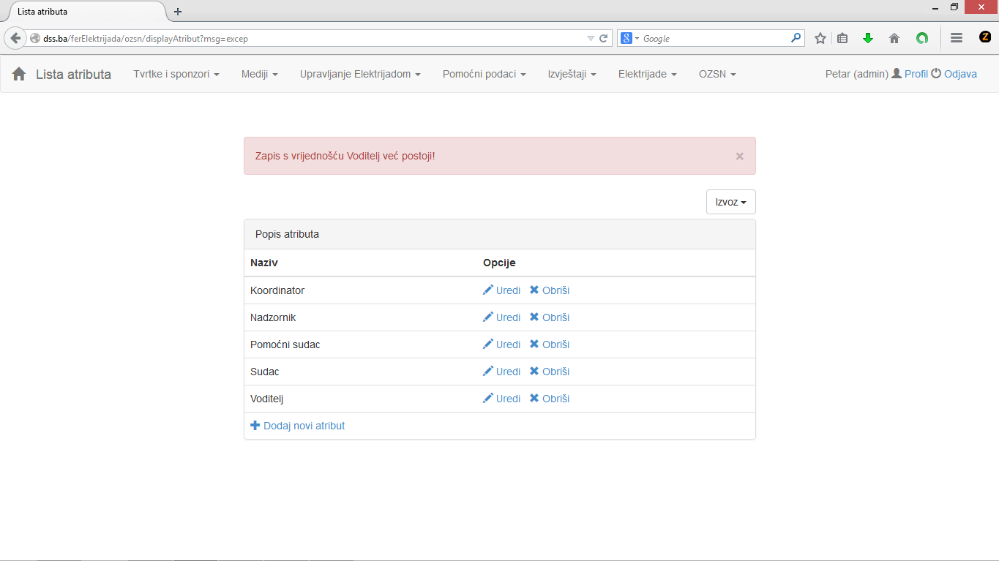 Lista atributa
dss.ba/ferElektrijada/ozsn/displayAtribut?msg=excep
Google
Lista atributa Tvrtke i sponzori Mediji Upravljanje Elektrijadom Pomoćni podaci Izvještaji Elektrijade OZSN Petar (admin) Profil Odjava
Zapis s vrijednošću Voditelj već postoji!
Izvoz
Popis atributa
Naziv Opcije
Koordinator Uredi Obriši
Nadzornik Uredi Obriši
Pomoćni sudac Uredi Obriši
Sudac Uredi Obriši
Voditelj Uredi Obriši
Dodaj novi atribut